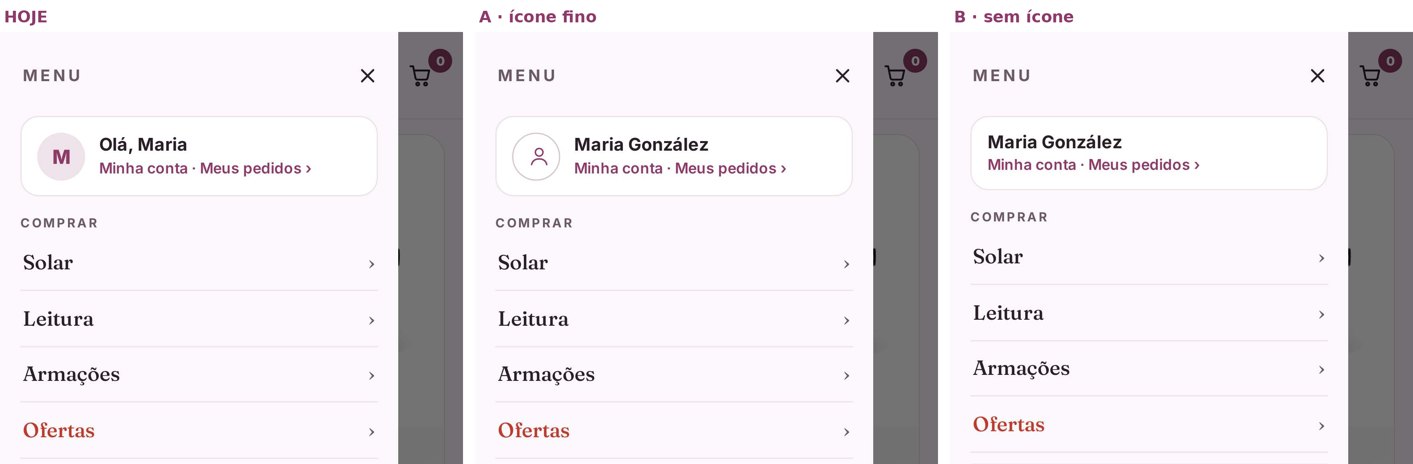 HOJE
MENU
0
M
Olá, Maria
Minha conta · Meus pedidos ›
COMPRAR
Solar ›
Leitura ›
Armações ›
Ofertas ›
A · ícone fino
MENU
0
Maria González
Minha conta · Meus pedidos ›
COMPRAR
Solar ›
Leitura ›
Armações ›
Ofertas ›
B · sem ícone
MENU
0
Maria González
Minha conta · Meus pedidos ›
COMPRAR
Solar ›
Leitura ›
Armações ›
Ofertas ›